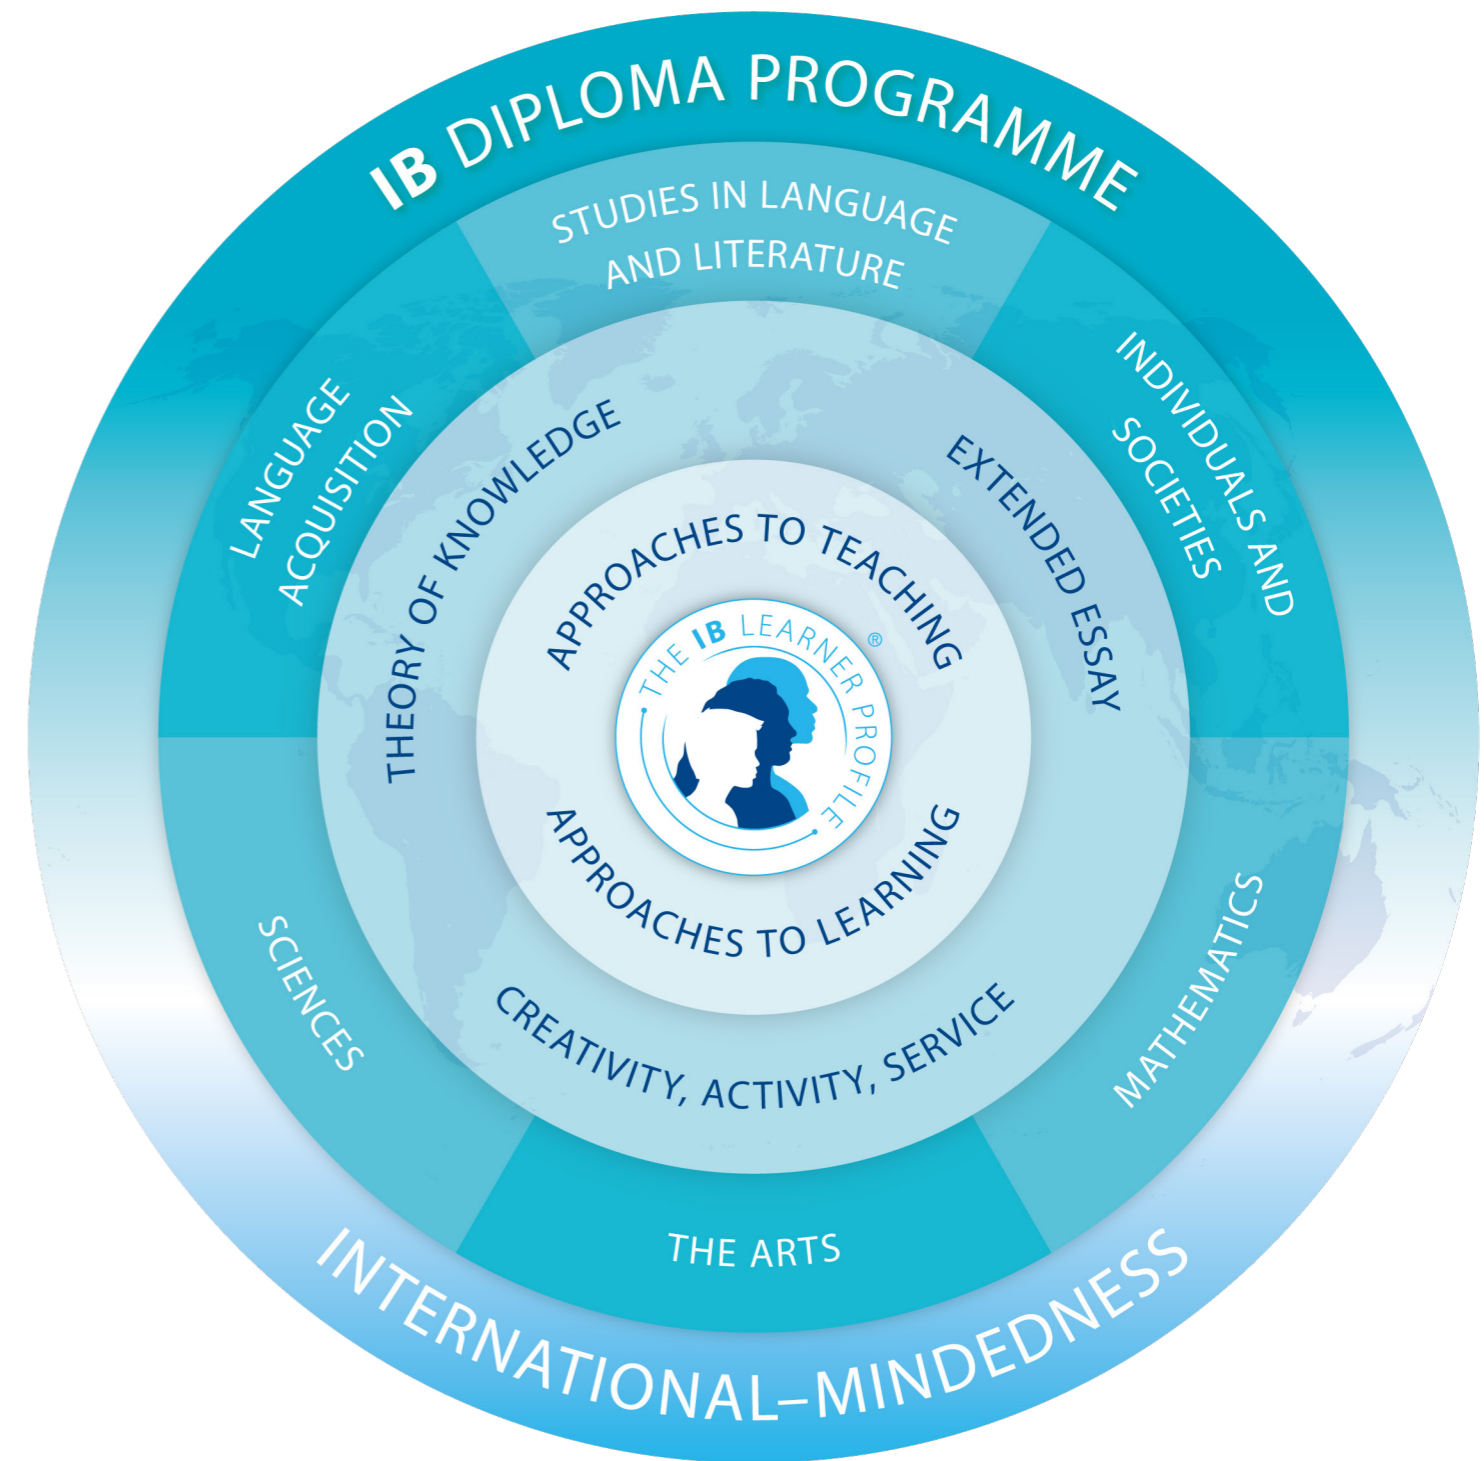 IB DIPLOMA PROGRAMME
STUDIES IN LANGUAGE
AND LITERATURE
LANGUAGE
ACQUISITION
INDIVIDUALS AND
SOCIETIES
THEORY OF KNOWLEDGE
EXTENDED ESSAY
APPROACHES TO TEACHING
THE IB LEARNER PROFILE
®
APPROACHES TO LEARNING
CREATIVITY, ACTIVITY, SERVICE
SCIENCES
MATHEMATICS
THE ARTS
INTERNATIONAL–MINDEDNESS